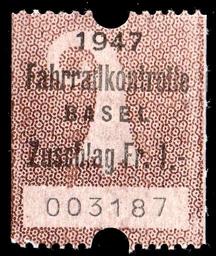 1947
Fahrradkontrolle
BASEL
Zuschlag Fr. 1.-
003187